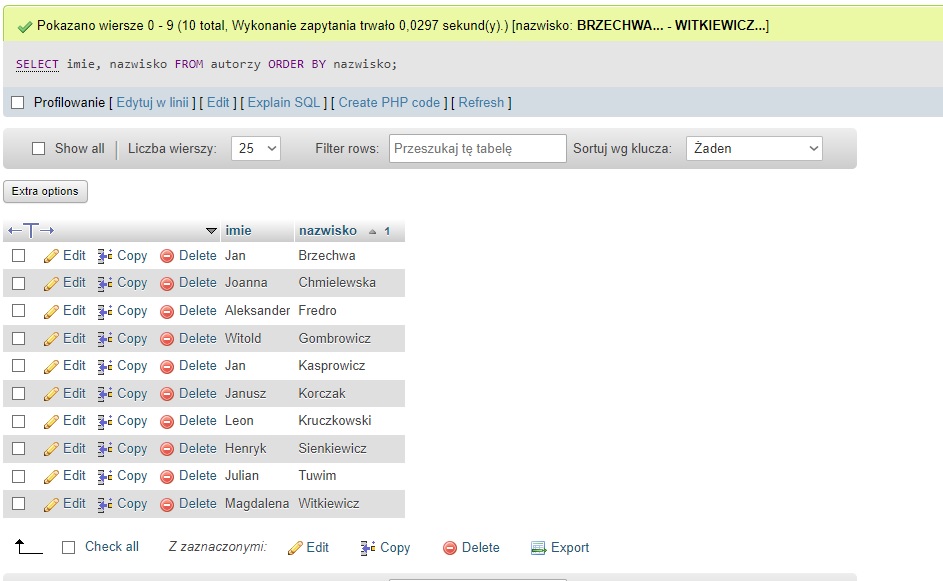 Pokazano wiersze 0 - 9 (10 total, Wykonanie zapytania trwało 0,0297 sekund(y).) [nazwisko: BRZECHWA... - WITKIEWICZ...]
SELECT imie, nazwisko FROM autorzy ORDER BY nazwisko;
Profilowanie [ Edytuj w linii ] [ Edit ] [ Explain SQL ] [ Create PHP code ] [ Refresh ]
Show all | Liczba wierszy: 25 Filter rows: Przeszukaj tę tabelę Sortuj wg klucza: Żaden
Extra options
←T→ imie nazwisko 1
Edit Copy Delete Jan Brzechwa
Edit Copy Delete Joanna Chmielewska
Edit Copy Delete Aleksander Fredro
Edit Copy Delete Witold Gombrowicz
Edit Copy Delete Jan Kasprowicz
Edit Copy Delete Janusz Korczak
Edit Copy Delete Leon Kruczkowski
Edit Copy Delete Henryk Sienkiewicz
Edit Copy Delete Julian Tuwim
Edit Copy Delete Magdalena Witkiewicz
Check all Z zaznaczonymi: Edit Copy Delete Export